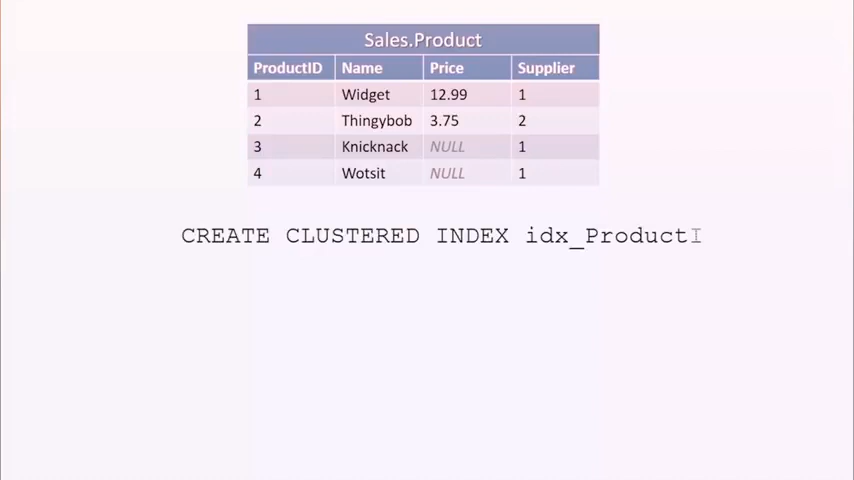 Sales.Product
ProductID Name Price Supplier
1 Widget 12.99 1
2 Thingybob 3.75 2
3 Knicknack NULL 1
4 Wotsit NULL 1
CREATE CLUSTERED INDEX idx_ProductI